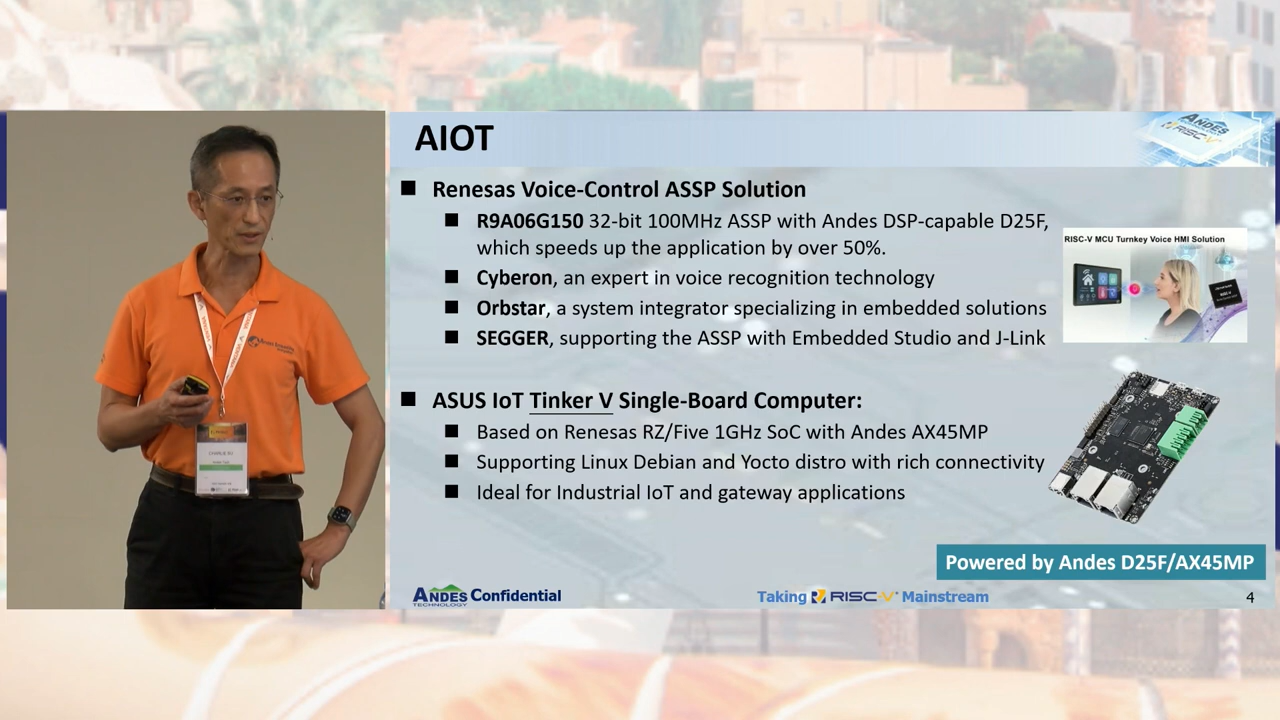 AIOT
ANDES
RISC-V
Renesas Voice-Control ASSP Solution
R9A06G150 32-bit 100MHz ASSP with Andes DSP-capable D25F,
which speeds up the application by over 50%.
Cyberon, an expert in voice recognition technology
Orbstar, a system integrator specializing in embedded solutions
SEGGER, supporting the ASSP with Embedded Studio and J-Link
RISC-V MCU Turnkey Voice HMI Solution
ASUS IoT Tinker V Single-Board Computer:
Based on Renesas RZ/Five 1GHz SoC with Andes AX45MP
Supporting Linux Debian and Yocto distro with rich connectivity
Ideal for Industrial IoT and gateway applications
Powered by Andes D25F/AX45MP
ANDES
TECHNOLOGY
Confidential
Taking RISC-V Mainstream
4